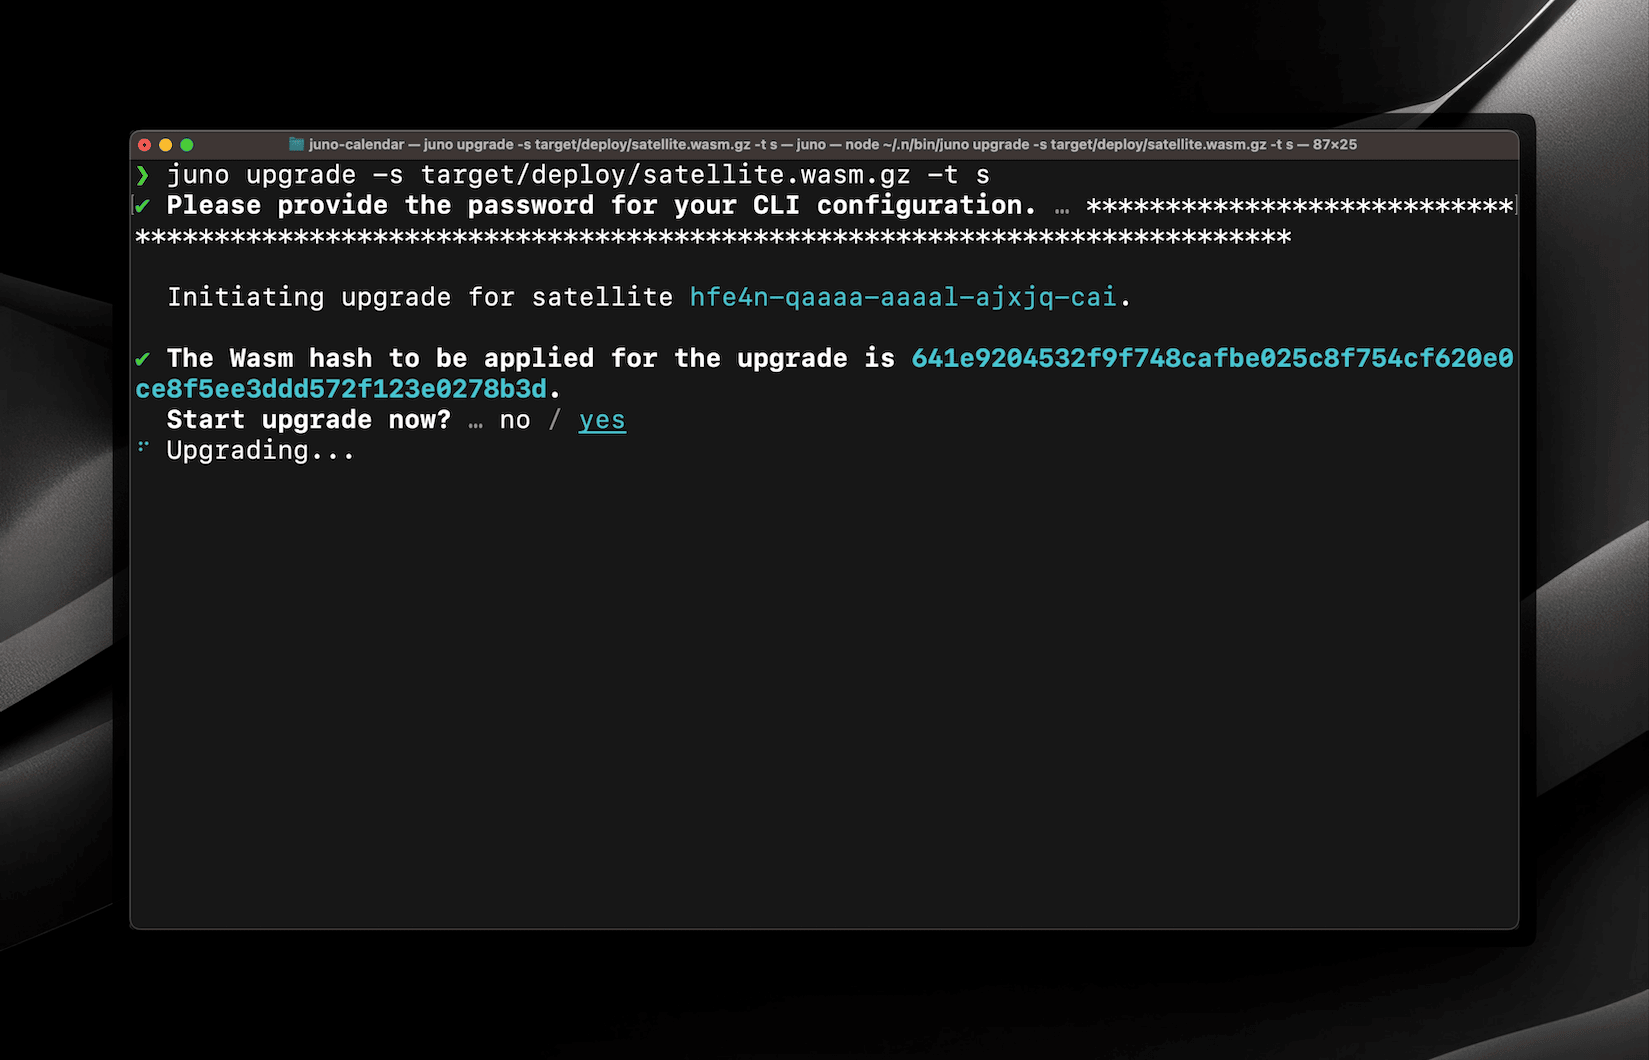 juno-calendar — juno upgrade -s target/deploy/satellite.wasm.gz -t s — juno — node ~/.n/bin/juno upgrade -s target/deploy/satellite.wasm.gz -t s — 87×25
❯ juno upgrade -s target/deploy/satellite.wasm.gz -t s
✔ Please provide the password for your CLI configuration. … ***************************
*************************************************************************
Initiating upgrade for satellite hfe4n-qaaaa-aaaal-ajxjq-cai.
✔ The Wasm hash to be applied for the upgrade is 641e9204532f9f748cafbe025c8f754cf620e0
ce8f5ee3ddd572f123e0278b3d.
Start upgrade now? … no / yes
⠋ Upgrading...